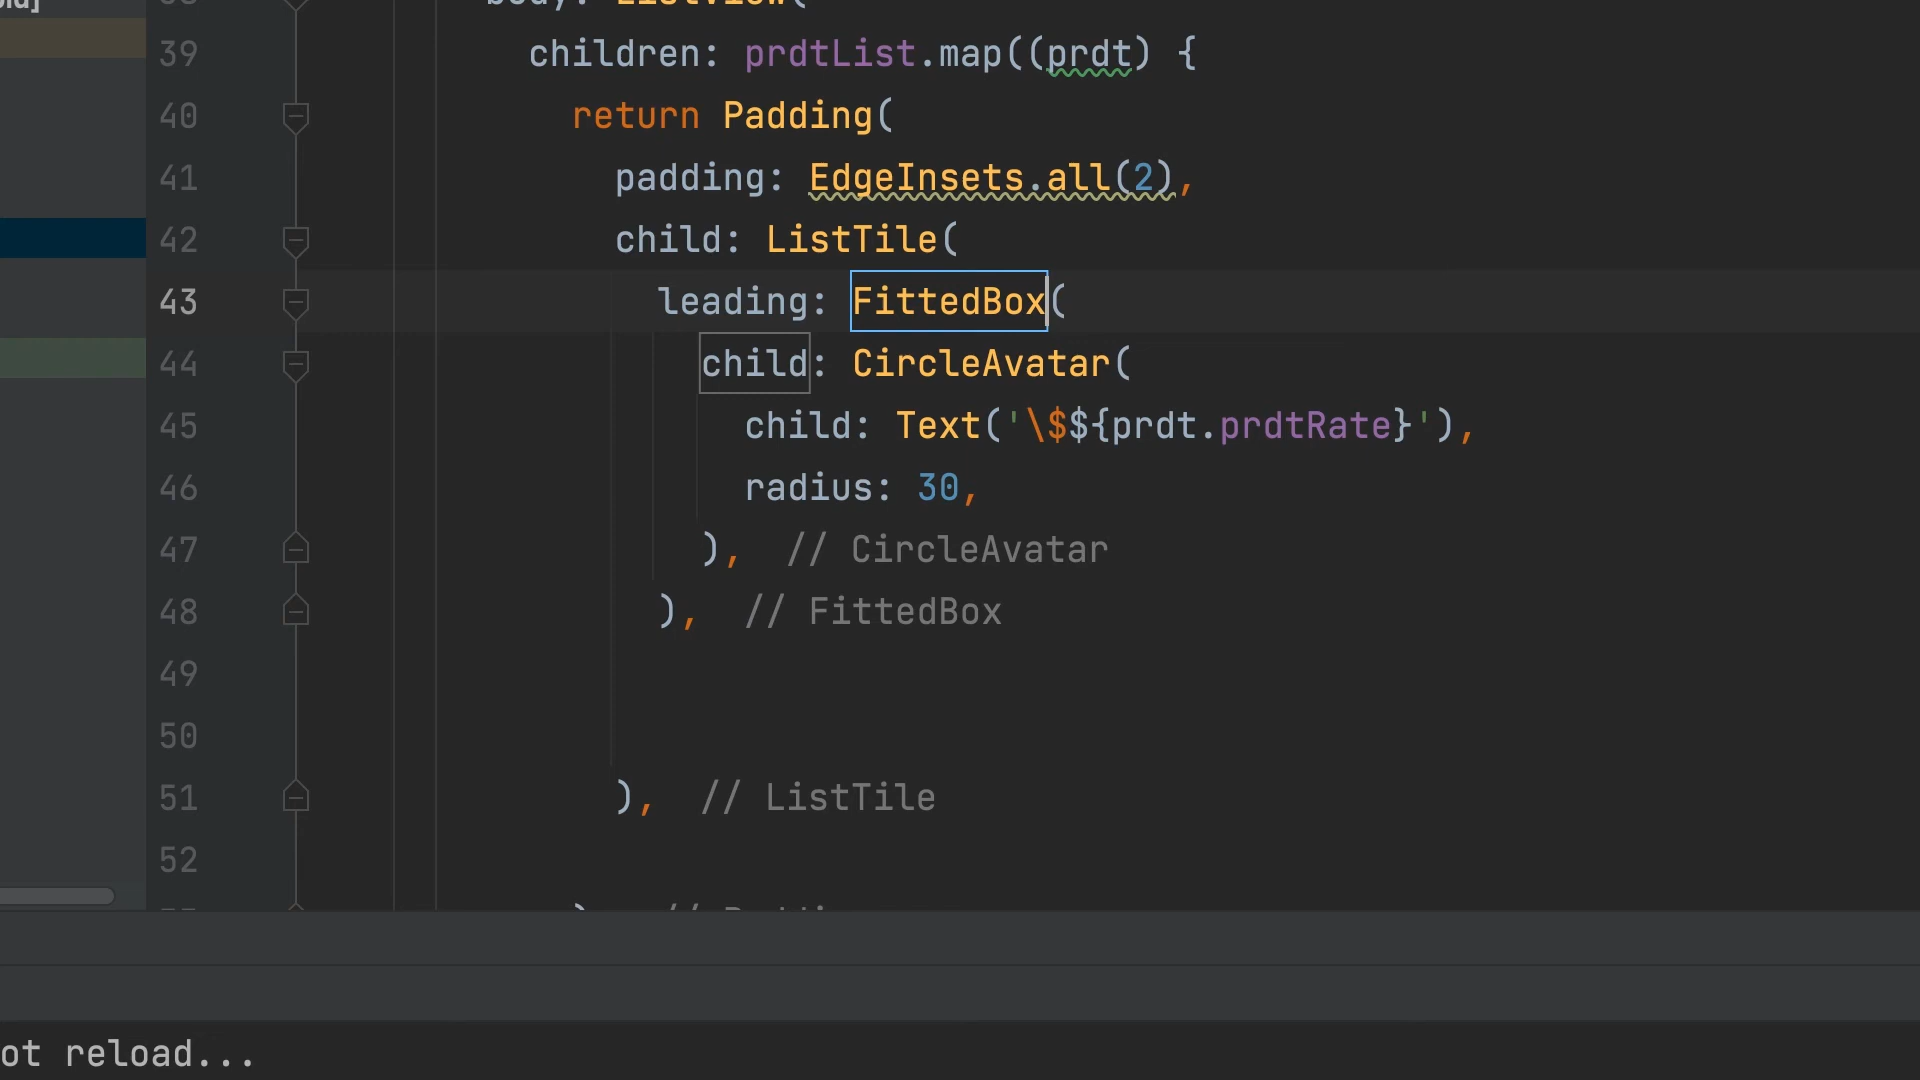 39 children: prdtList.map((prdt) {
40 return Padding(
41 padding: EdgeInsets.all(2),
42 child: ListTile(
43 leading: FittedBox(
44 child: CircleAvatar(
45 child: Text('\$${prdt.prdtRate}'),
46 radius: 30,
47 ), // CircleAvatar
48 ), // FittedBox
49
50
51 ), // ListTile
52
ot reload...